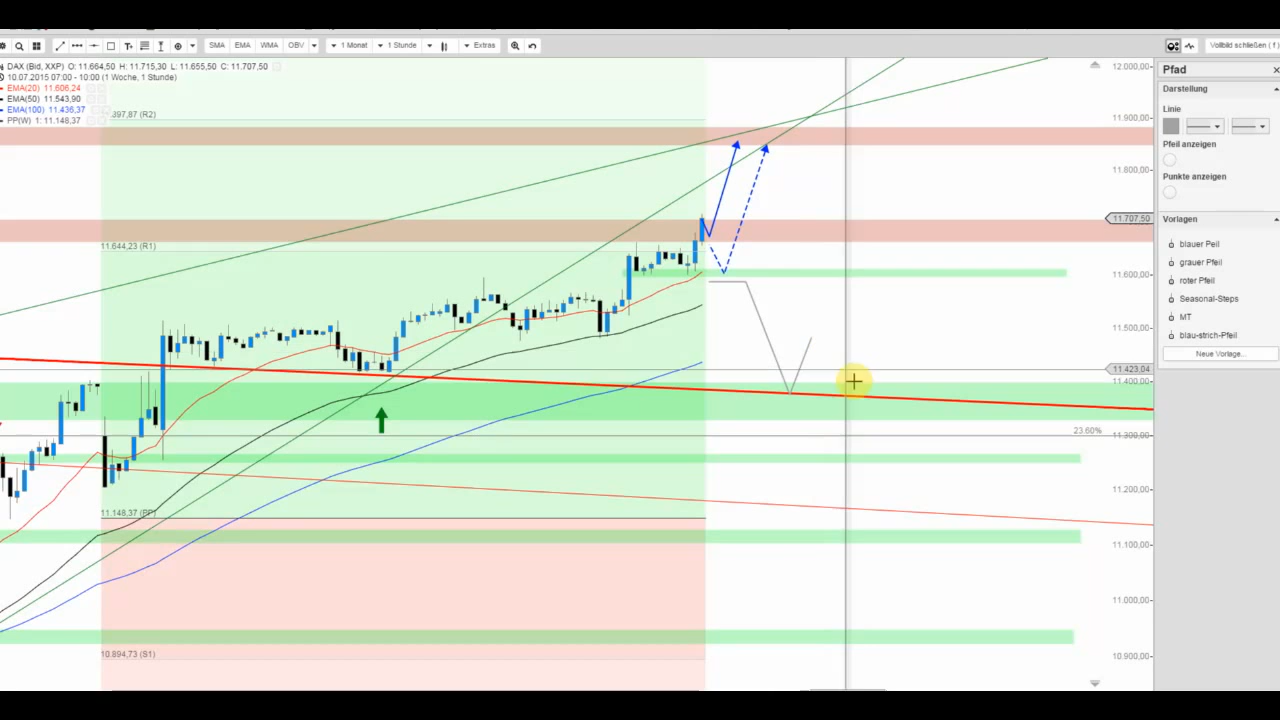 SMA EMA WMA OBV 1 Monat 1 Stunde Extras Vollbild schließen ( f )
DAX (Bid, XXP) O: 11.664,50 H: 11.715,30 L: 11.655,50 C: 11.707,50
10.07.2015 07:00 - 10:00 (1 Woche, 1 Stunde)
EMA(20) 11.606,24
EMA(50) 11.543,90
EMA(100) 11.436,37
PP(W) 1: 11.148,37
397,87 (R2)
11.644,23 (R1)
11.148,37 (PP)
10.894,73 (S1)
23.60%
12.000,00
11.900,00
11.800,00
11.707,50
11.600,00
11.500,00
11.423,04
11.400,00
11.300,00
11.200,00
11.100,00
11.000,00
10.900,00
Pfad
Darstellung
Linie
Pfeil anzeigen
Punkte anzeigen
Vorlagen
blauer Peil
grauer Pfeil
roter Pfeil
Seasonal-Steps
MT
blau-strich-Pfeil
Neue Vorlage...